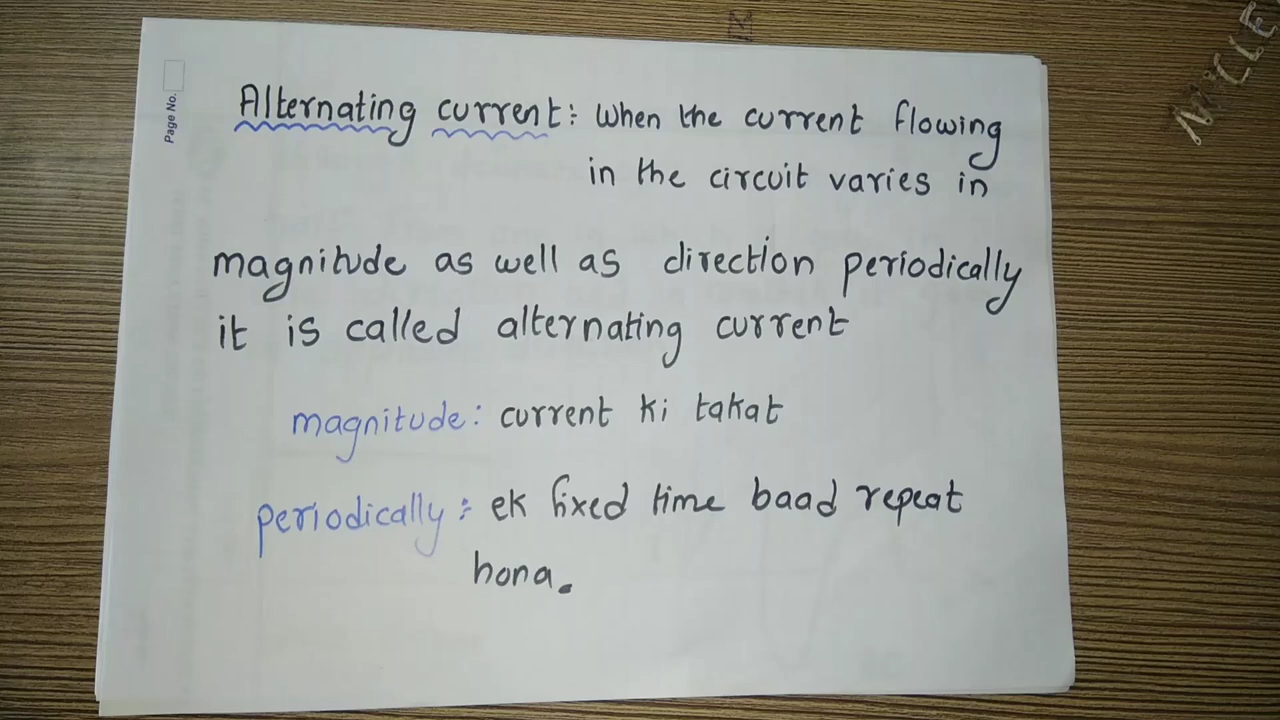 Page No.
Alternating current: When the current flowing
in the circuit varies in
magnitude as well as direction periodically
it is called alternating current
magnitude: current ki takat
periodically: ek fixed time baad repeat
hona.